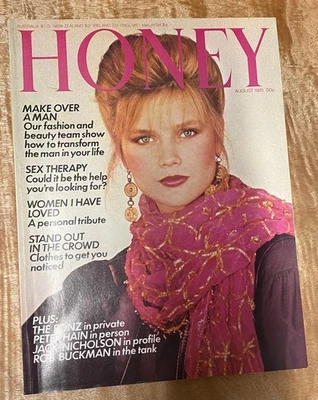 HONEY
AUGUST 1981 50p
MAKE OVER
A MAN
Our fashion and
beauty team show
how to transform
the man in your life
SEX THERAPY
Could it be the help
you're looking for?
WOMEN I HAVE
LOVED
A personal tribute
STAND OUT
IN THE CROWD
Clothes to get you
noticed
PLUS:
THE FONZ in private
PETER HAIN in person
JACK NICHOLSON in profile
ROB BUCKMAN in the tank